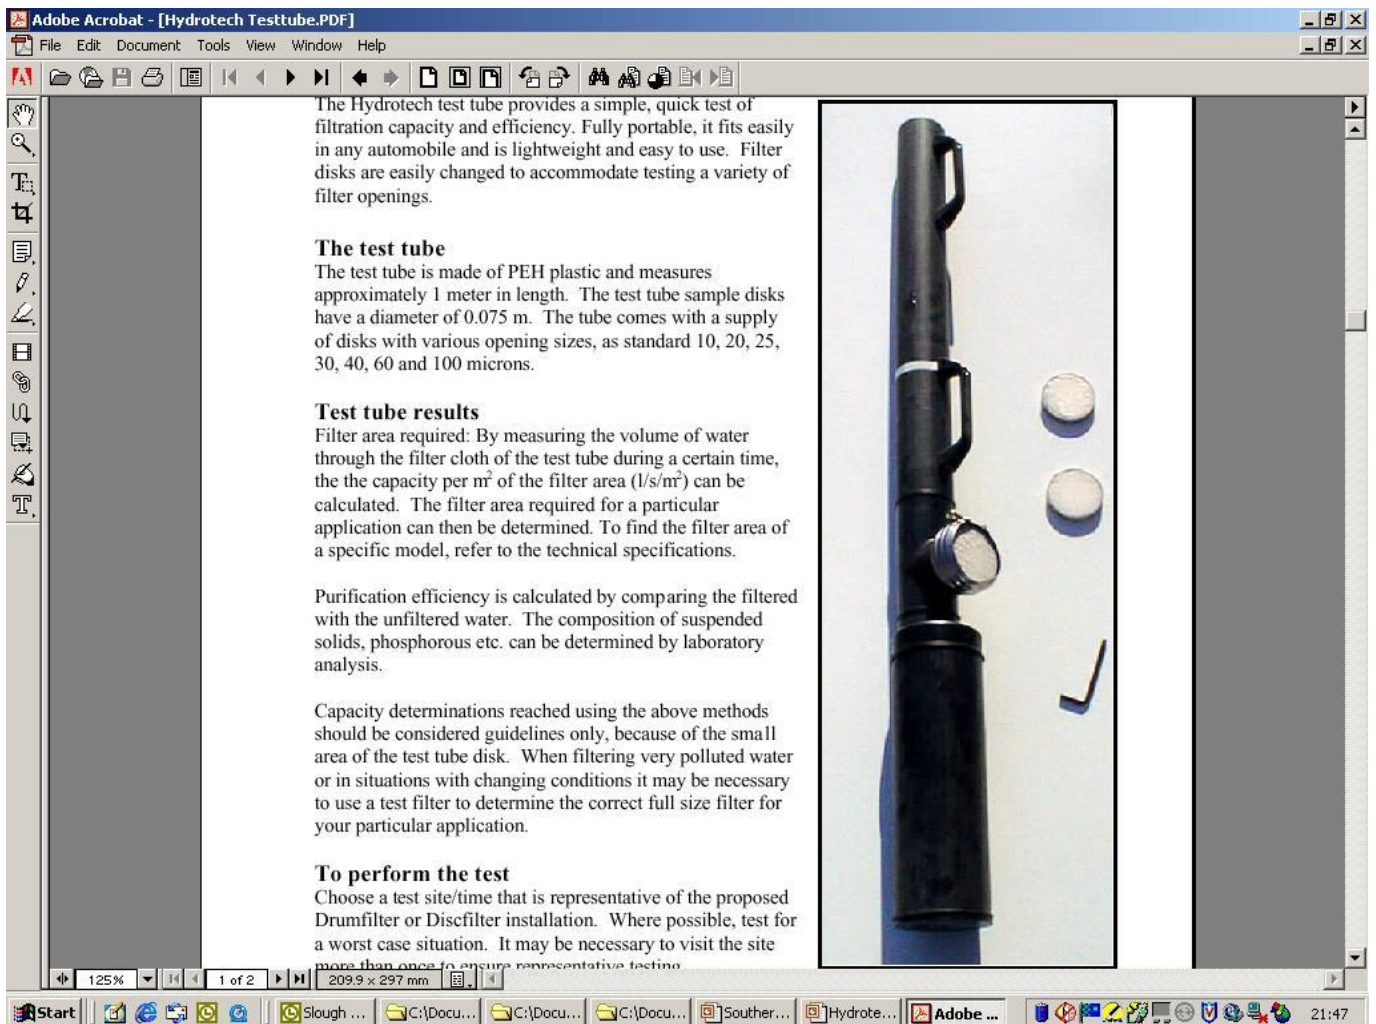 Adobe Acrobat - [Hydrotech Testtube.PDF]
File Edit Document Tools View Window Help
The Hydrotech test tube provides a simple, quick test of
filtration capacity and efficiency. Fully portable, it fits easily
in any automobile and is lightweight and easy to use. Filter
disks are easily changed to accommodate testing a variety of
filter openings.
The test tube
The test tube is made of PEH plastic and measures
approximately 1 meter in length. The test tube sample disks
have a diameter of 0.075 m. The tube comes with a supply
of disks with various opening sizes, as standard 10, 20, 25,
30, 40, 60 and 100 microns.
Test tube results
Filter area required: By measuring the volume of water
through the filter cloth of the test tube during a certain time,
the the capacity per m² of the filter area (l/s/m²) can be
calculated. The filter area required for a particular
application can then be determined. To find the filter area of
a specific model, refer to the technical specifications.
Purification efficiency is calculated by comparing the filtered
with the unfiltered water. The composition of suspended
solids, phosphorous etc. can be determined by laboratory
analysis.
Capacity determinations reached using the above methods
should be considered guidelines only, because of the small
area of the test tube disk. When filtering very polluted water
or in situations with changing conditions it may be necessary
to use a test filter to determine the correct full size filter for
your particular application.
To perform the test
Choose a test site/time that is representative of the proposed
Drumfilter or Discfilter installation. Where possible, test for
a worst case situation. It may be necessary to visit the site
more than once to ensure representative testing
125% 1 of 2 209.9 x 297 mm
Start Slough ... C:\Docu... C:\Docu... C:\Docu... Souther... Hydrote... Adobe ... 21:47